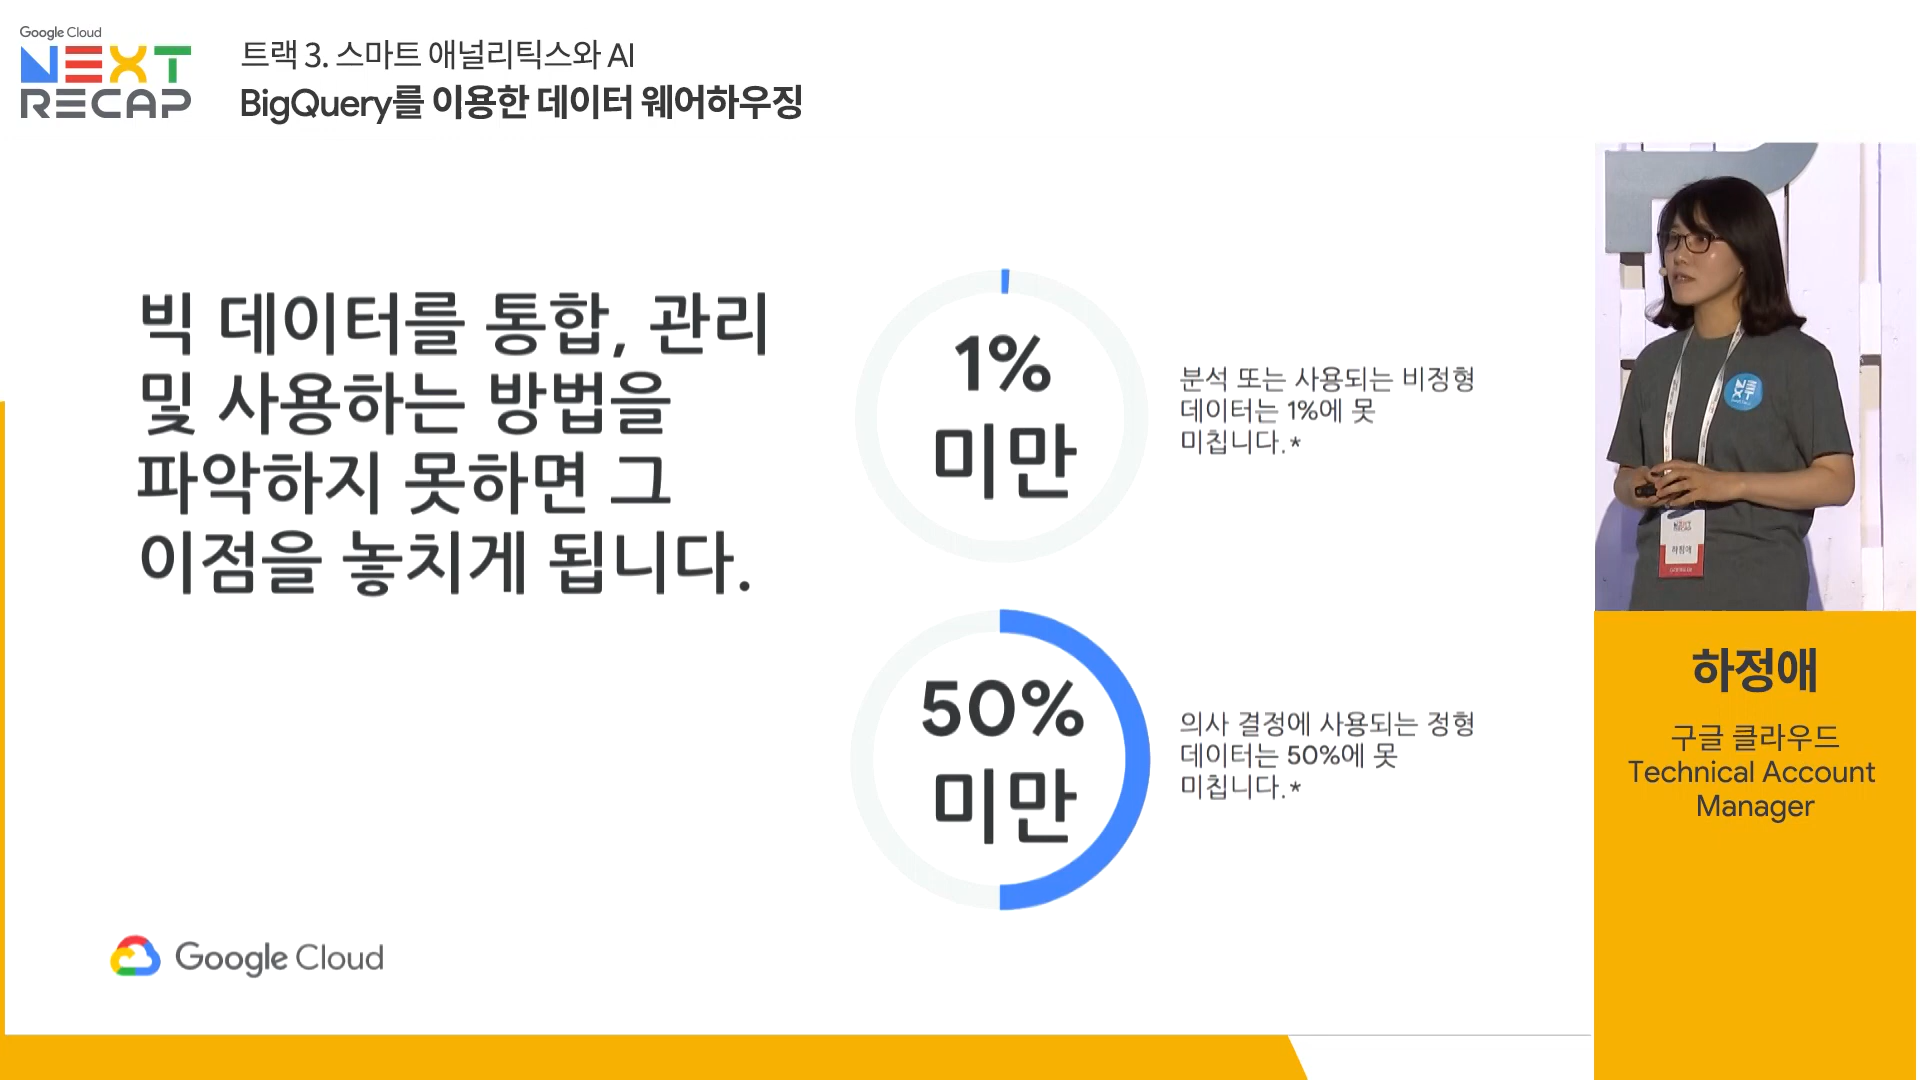 Google Cloud
NEXT
RECAP
트랙 3. 스마트 애널리틱스와 AI
BigQuery를 이용한 데이터 웨어하우징
빅 데이터를 통합, 관리
및 사용하는 방법을
파악하지 못하면 그
이점을 놓치게 됩니다.
1%
미만
분석 또는 사용되는 비정형
데이터는 1%에 못
미칩니다.*
50%
미만
의사 결정에 사용되는 정형
데이터는 50%에 못
미칩니다.*
Google Cloud
NEXT
NEXT
RECAP
하정애
하정애
구글 클라우드
Technical Account
Manager